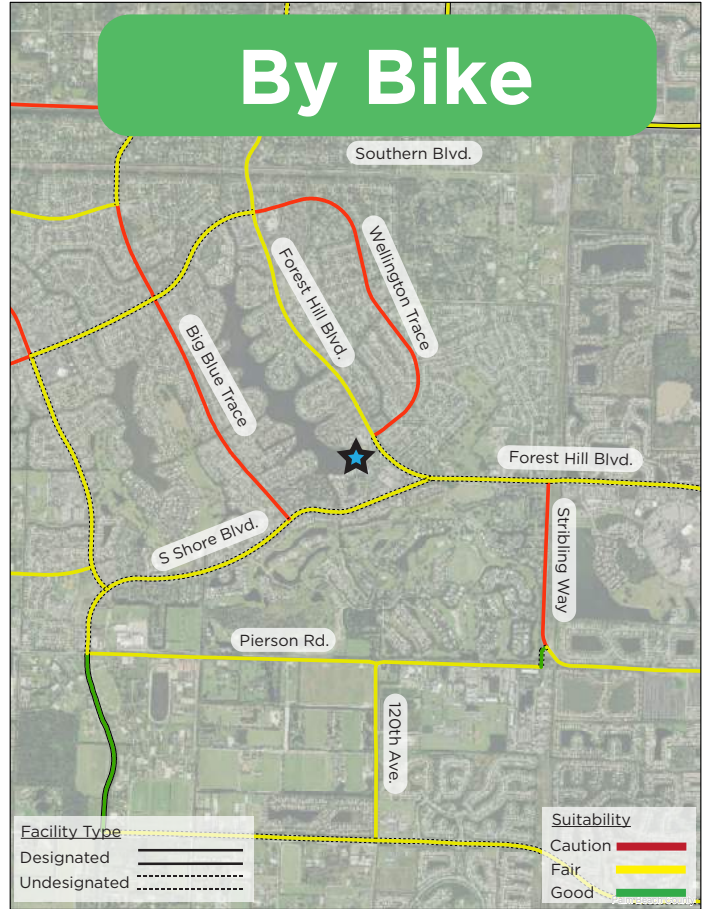 By Bike
Southern Blvd.
Wellington Trace
Forest Hill Blvd.
Big Blue Trace
Forest Hill Blvd.
S Shore Blvd.
Stribling Way
Pierson Rd.
120th Ave.
Facility Type
Designated
Undesignated
Suitability
Caution
Fair
Good